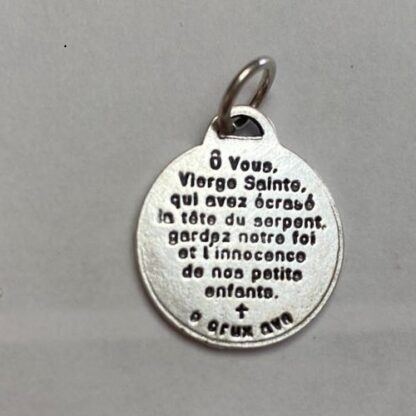 Ô Vous,
Vierge Sainte,
qui avez écrasé
la tête du serpent,
gardez notre foi
et l'innocence
de nos petits
enfants.
o crux ave